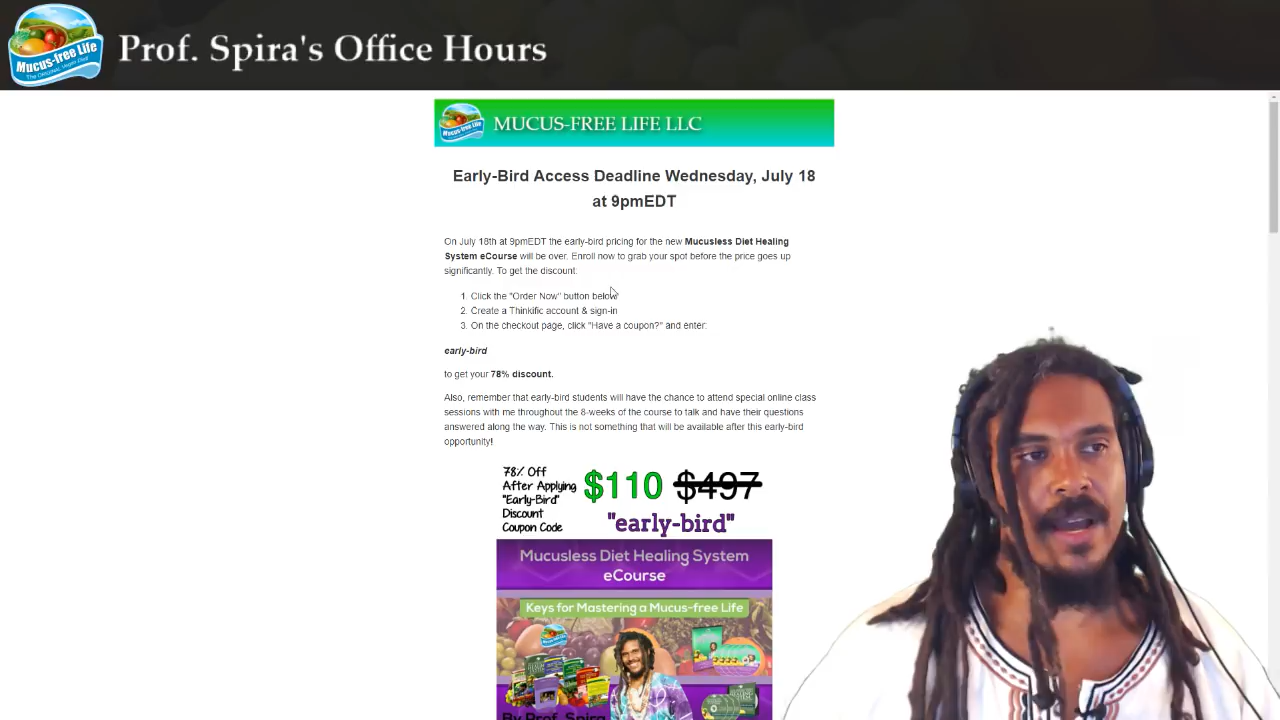 Mucus-free Life
The Original Vegan Diet
Prof. Spira's Office Hours
MUCUS-FREE LIFE LLC
Early-Bird Access Deadline Wednesday, July 18
at 9pmEDT
On July 18th at 9pmEDT the early-bird pricing for the new Mucusless Diet Healing
System eCourse will be over. Enroll now to grab your spot before the price goes up
significantly. To get the discount:
1. Click the "Order Now" button below
2. Create a Thinkific account & sign-in
3. On the checkout page, click "Have a coupon?" and enter:
early-bird
to get your 78% discount.
Also, remember that early-bird students will have the chance to attend special online class
sessions with me throughout the 8-weeks of the course to talk and have their questions
answered along the way. This is not something that will be available after this early-bird
opportunity!
78% Off
After Applying
"Early-Bird"
Discount
Coupon Code
$110 $497
"early-bird"
Mucusless Diet Healing System
eCourse
Keys for Mastering a Mucus-free Life
By Prof. Spira